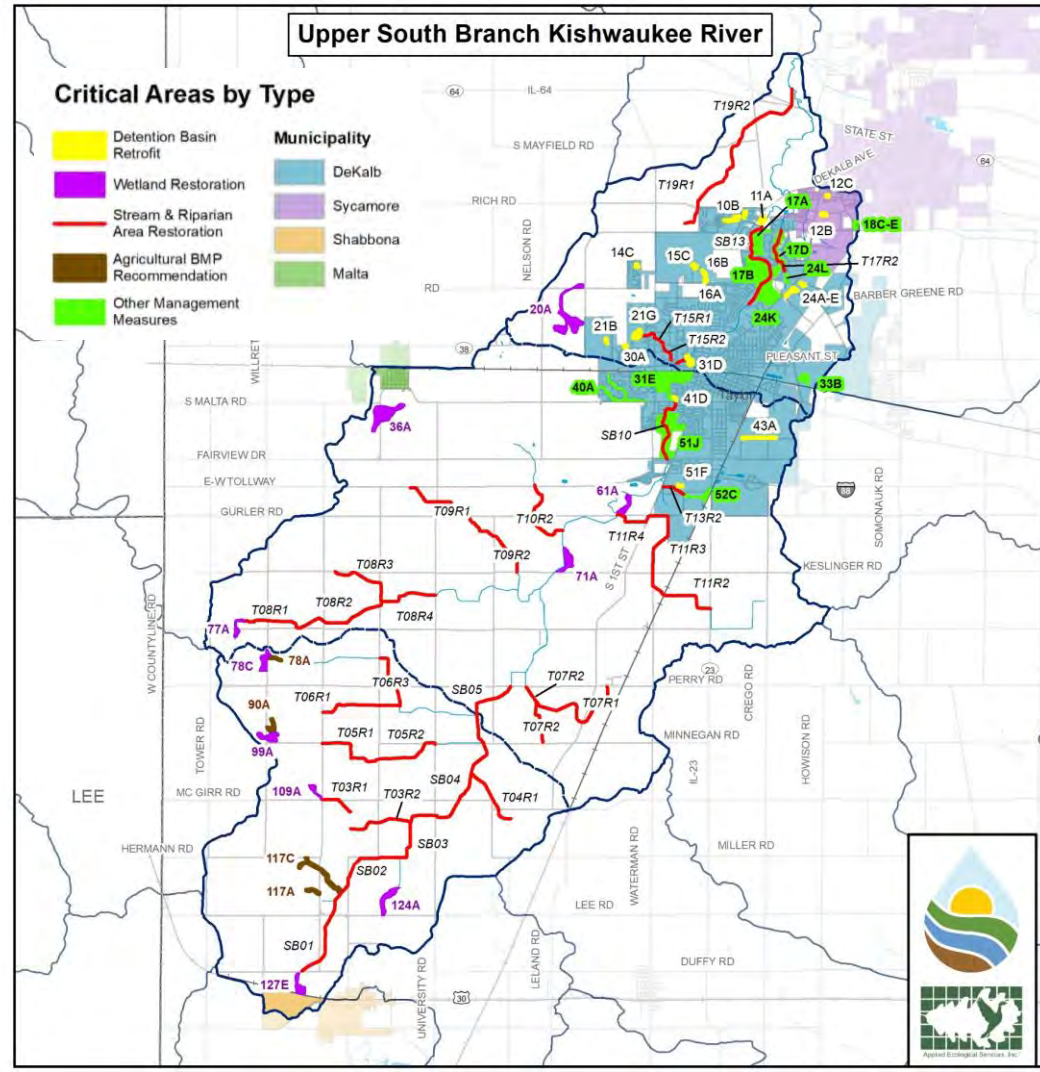 Upper South Branch Kishwaukee River
Critical Areas by Type
Detention Basin
Retrofit
Wetland Restoration
Stream & Riparian
Area Restoration
Agricultural BMP
Recommendation
Other Management
Measures
Municipality
DeKalb
Sycamore
Shabbona
Malta
64
IL-64
T19R2
STATE ST
S MAYFIELD RD
DEKALB AVE
64
T19R1
12C
RICH RD
10B
11A
17A
18C-E
NELSON RD
SB13
12B
14C
15C
16B
17D
17B
24L
T17R2
RD
16A
24A-E
BARBER GREENE RD
20A
24K
21B
21G
T15R1
T15R2
38
30A
31D
PLEASANT ST
31E
33B
40A
41D
S MALTA RD
36A
SB10
43A
51J
FAIRVIEW DR
E-W TOLLWAY
51F
88
61A
52C
GURLER RD
T09R1
T10R2
T13R2
T11R4
T11R3
SOMONAUK RD
T09R2
S 1ST ST
71A
KESLINGER RD
T08R3
T11R2
T08R1
T08R2
T08R4
77A
W COUNTYLINE RD
78C
78A
23
T06R3
SB05
T07R2
PERRY RD
T06R1
T07R1
90A
T07R2
CREGO RD
T05R1
T05R2
MINNEGAN RD
99A
TOWER RD
HOWISON RD
IL-23
SB04
LEE
MC GIRR RD
109A
T03R1
T03R2
T04R1
SB03
HERMANN RD
MILLER RD
117C
SB02
WATERMAN RD
117A
124A
LEE RD
SB01
LELAND RD
DUFFY RD
127E
UNIVERSITY RD
30
Applied Ecological Services, Inc.